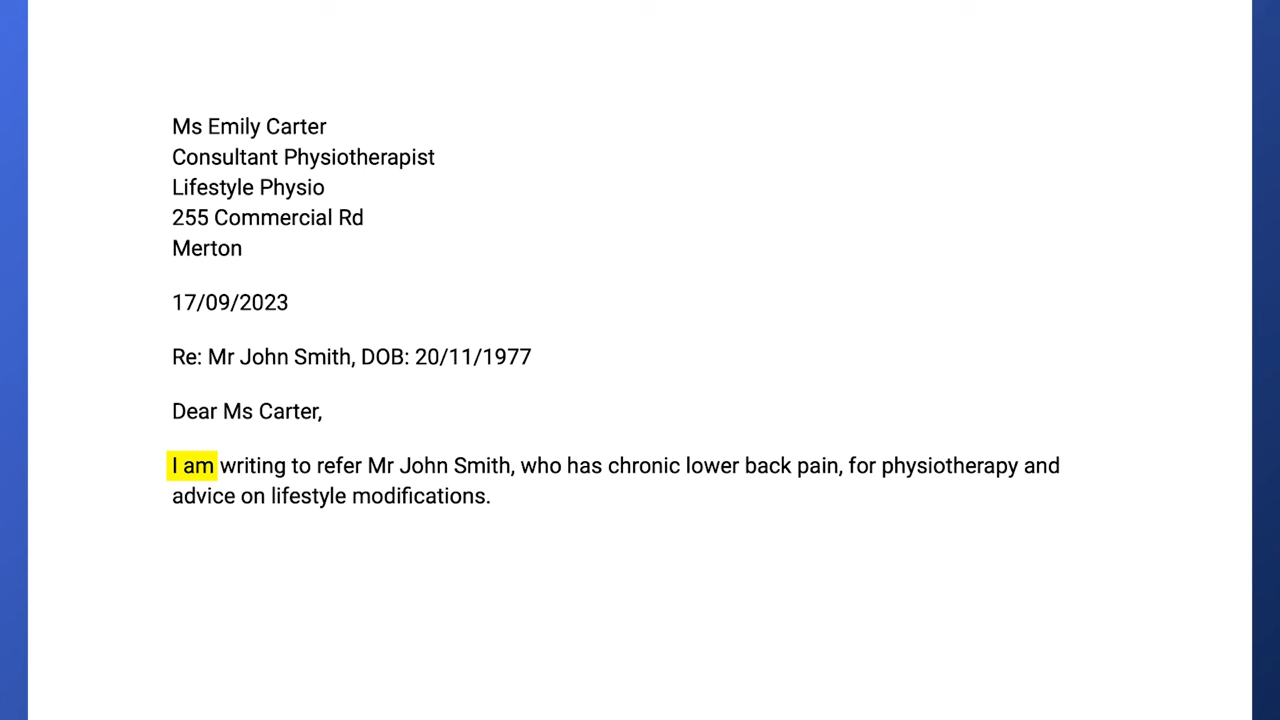 Ms Emily Carter
Consultant Physiotherapist
Lifestyle Physio
255 Commercial Rd
Merton
17/09/2023
Re: Mr John Smith, DOB: 20/11/1977
Dear Ms Carter,
I am writing to refer Mr John Smith, who has chronic lower back pain, for physiotherapy and
advice on lifestyle modifications.